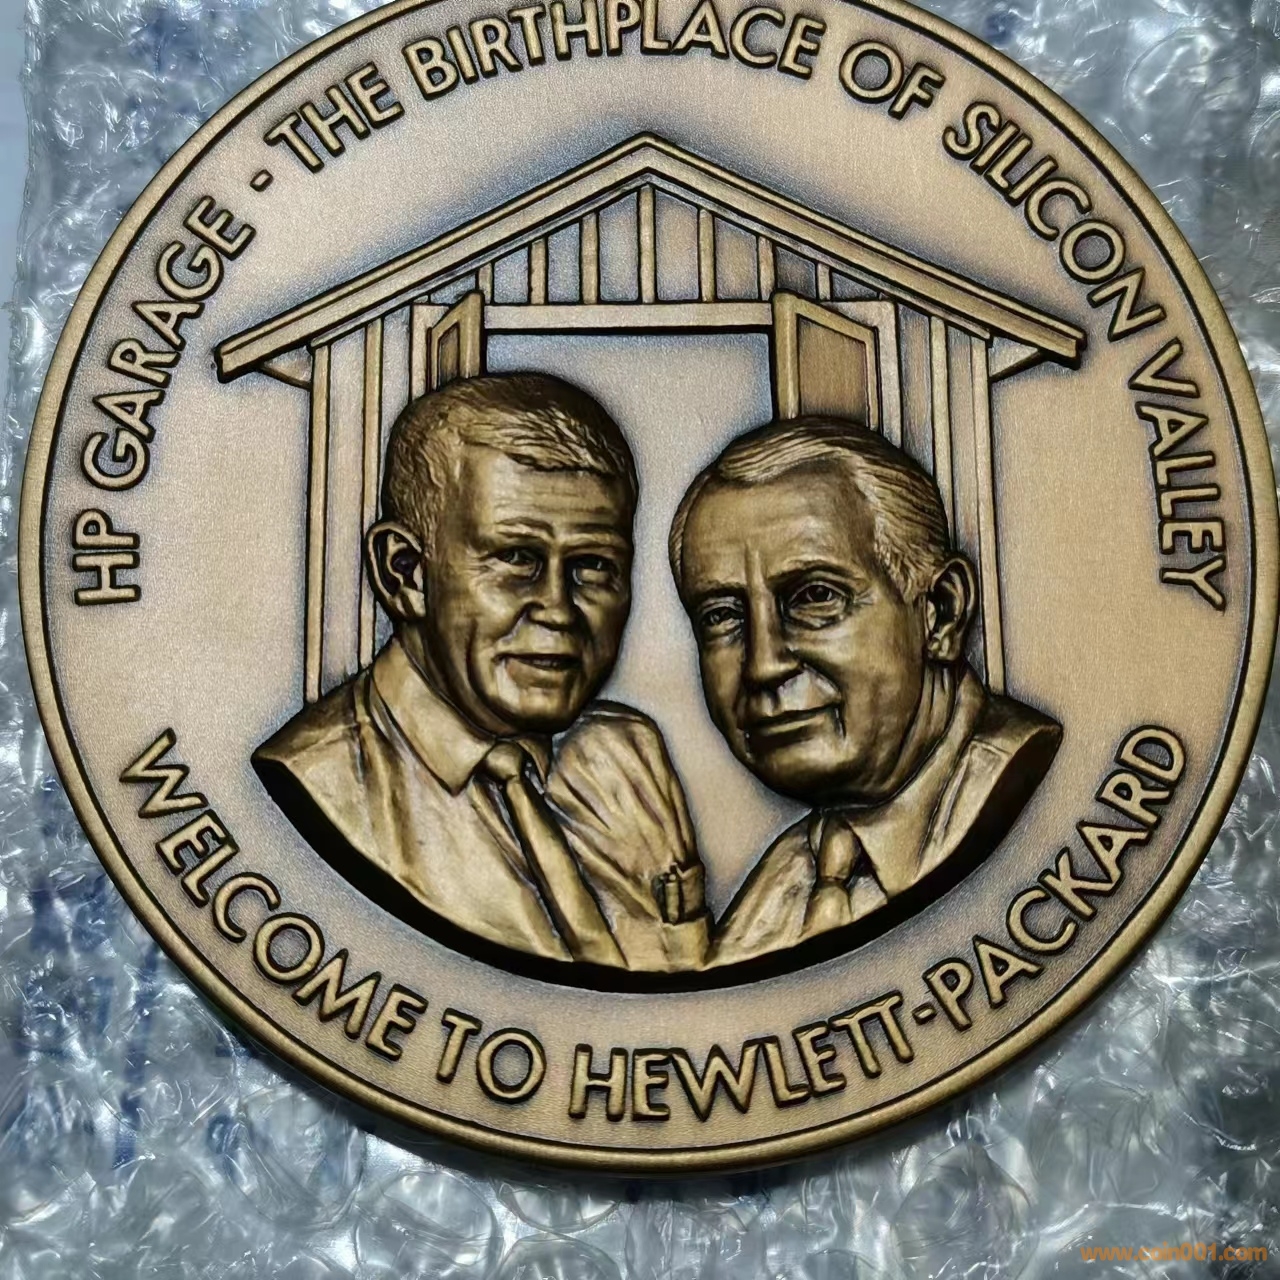 HP GARAGE - THE BIRTHPLACE OF SILICON VALLEY
WELCOME TO HEWLETT-PACKARD
www.coin001.com